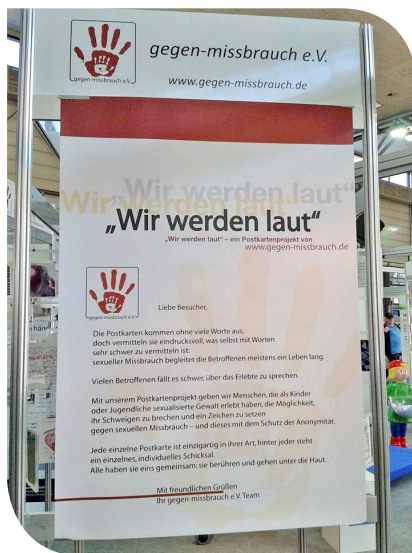 gegen-missbrauch e.V.
gegen-missbrauch e.V.
www.gegen-missbrauch.de
„Wir werden laut“
Wir werden laut“
„Wir werden laut“
„Wir werden laut“ – ein Postkartenprojekt von
www.gegen-missbrauch.de
gegen-missbrauch e.V.
Liebe Besucher,
Die Postkarten kommen ohne viele Worte aus,
doch vermitteln sie eindrucksvoll, was selbst mit Worten
sehr schwer zu vermitteln ist:
sexueller Missbrauch begleitet die Betroffenen meistens ein Leben lang.
Vielen Betroffenen fällt es schwer, über das Erlebte zu sprechen.
Mit unserem Postkartenprojekt geben wir Menschen, die als Kinder
oder Jugendliche sexualisierte Gewalt erlebt haben, die Möglichkeit,
ihr Schweigen zu brechen und ein Zeichen zu setzen
gegen sexuellen Missbrauch – und dieses mit dem Schutz der Anonymität.
Jede einzelne Postkarte ist einzigartig in ihrer Art, hinter jeder steht
ein einzelnes, individuelles Schicksal.
Alle haben sie eins gemeinsam: sie berühren und gehen unter die Haut.
Mit freundlichen Grüßen
Ihr gegen-missbrauch e.V. Team